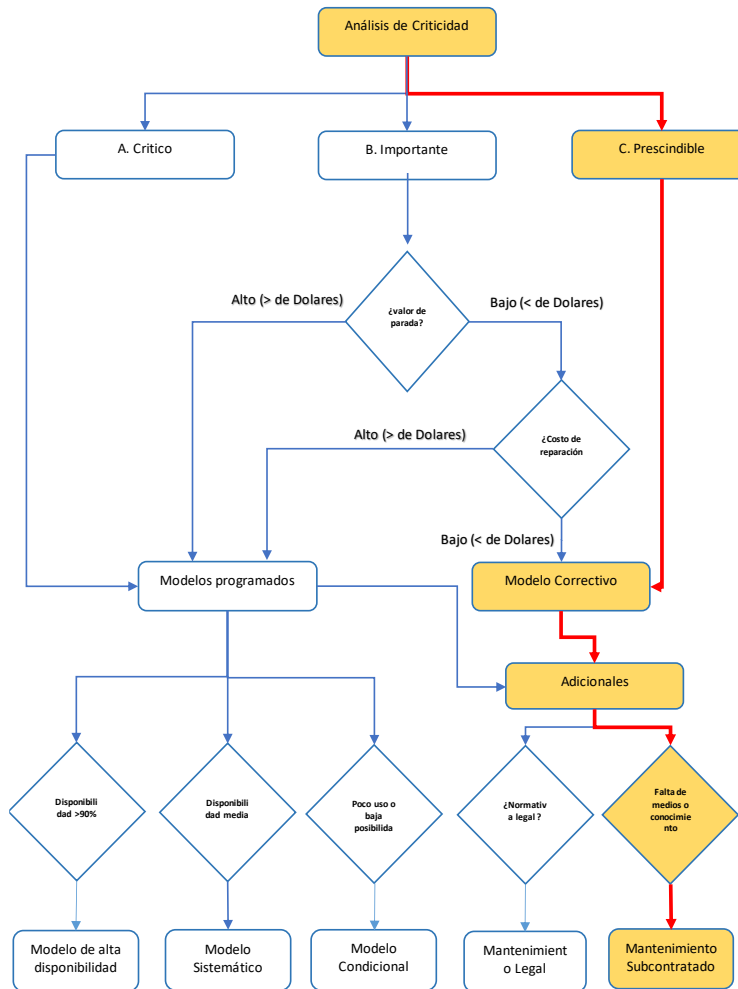 Análisis de Criticidad
A. Critico
B. Importante
C. Prescindible
¿valor de
parada?
Alto (> de Dolares)
Bajo (< de Dolares)
¿Costo de
reparación
Alto (> de Dolares)
Bajo (< de Dolares)
Modelos programados
Modelo Correctivo
Adicionales
Disponibili
dad >90%
Disponibili
dad media
Poco uso o
baja
posibilida
¿Normativ
a legal ?
Falta de
medios o
conocimie
nto
Modelo de alta
disponibilidad
Modelo
Sistemático
Modelo
Condicional
Mantenimient
o Legal
Mantenimiento
Subcontratado